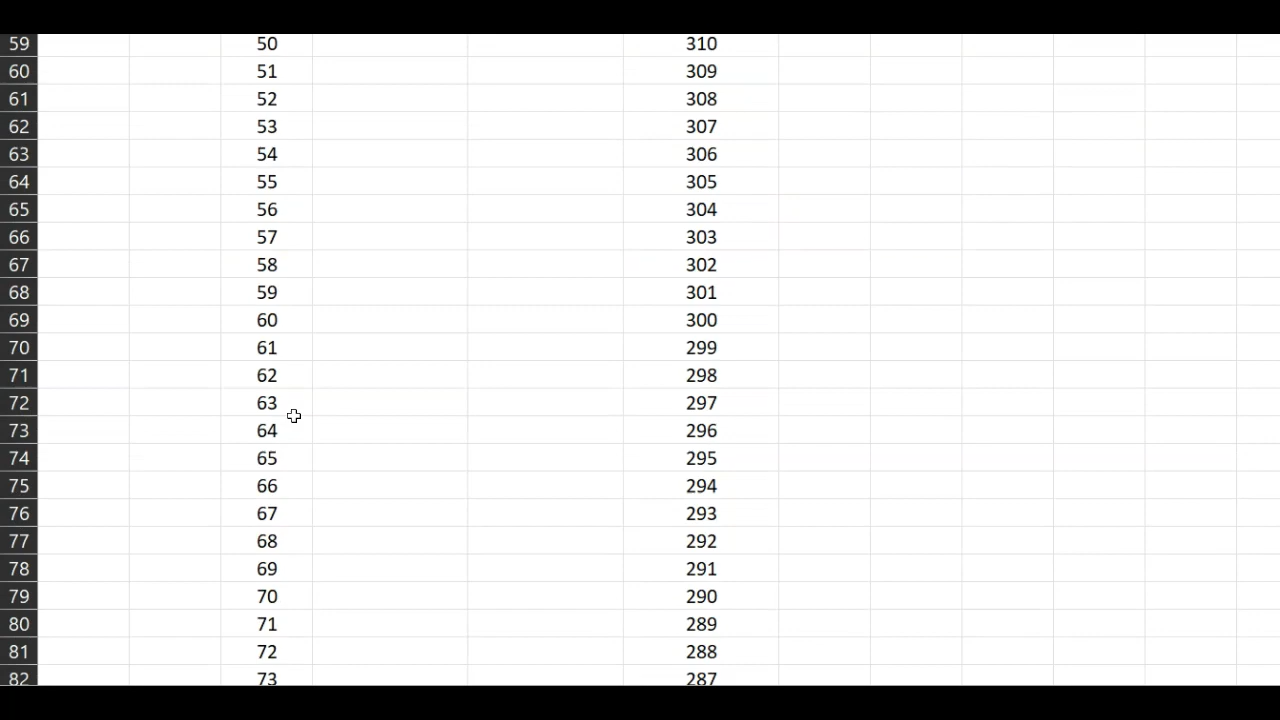 59 50 310
60 51 309
61 52 308
62 53 307
63 54 306
64 55 305
65 56 304
66 57 303
67 58 302
68 59 301
69 60 300
70 61 299
71 62 298
72 63 297
73 64 296
74 65 295
75 66 294
76 67 293
77 68 292
78 69 291
79 70 290
80 71 289
81 72 288
82 73 287